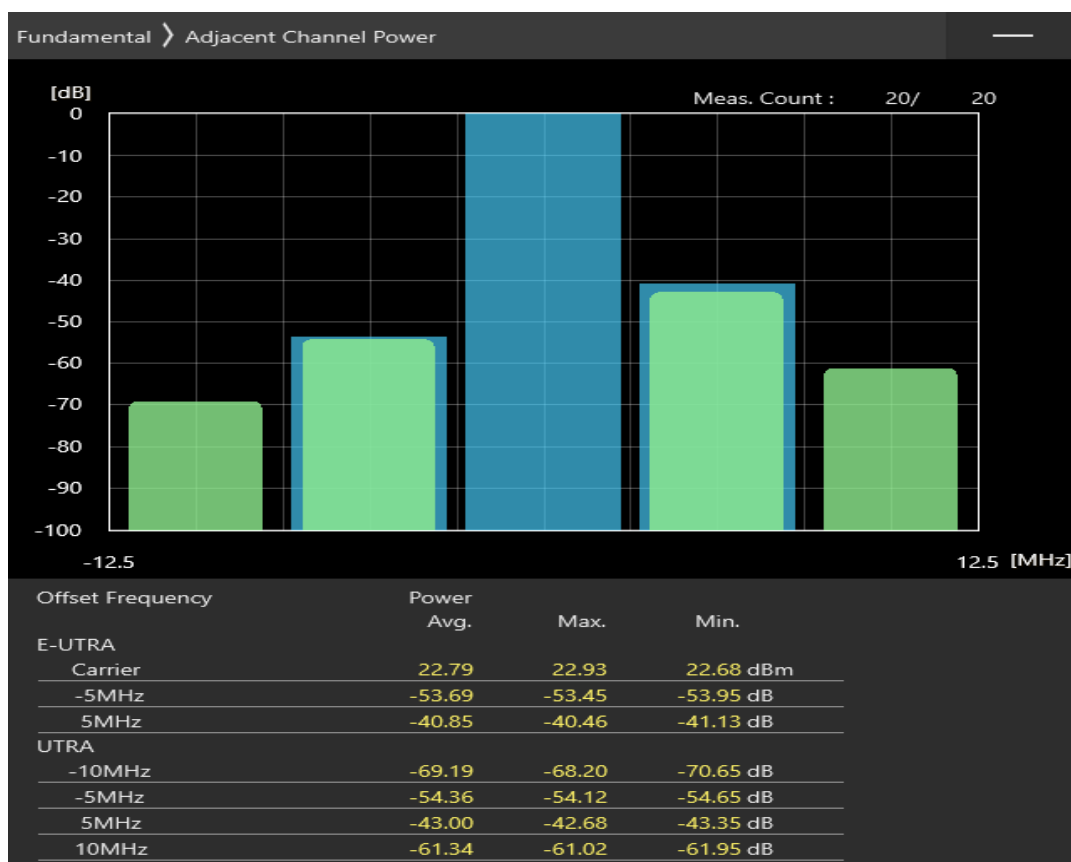 Fundamental ❯ Adjacent Channel Power
[dB]
Meas. Count : 20/ 20
0
-10
-20
-30
-40
-50
-60
-70
-80
-90
-100
-12.5 12.5 [MHz]
Offset Frequency Power
Avg. Max. Min.
E-UTRA
Carrier 22.79 22.93 22.68 dBm
-5MHz -53.69 -53.45 -53.95 dB
5MHz -40.85 -40.46 -41.13 dB
UTRA
-10MHz -69.19 -68.20 -70.65 dB
-5MHz -54.36 -54.12 -54.65 dB
5MHz -43.00 -42.68 -43.35 dB
10MHz -61.34 -61.02 -61.95 dB